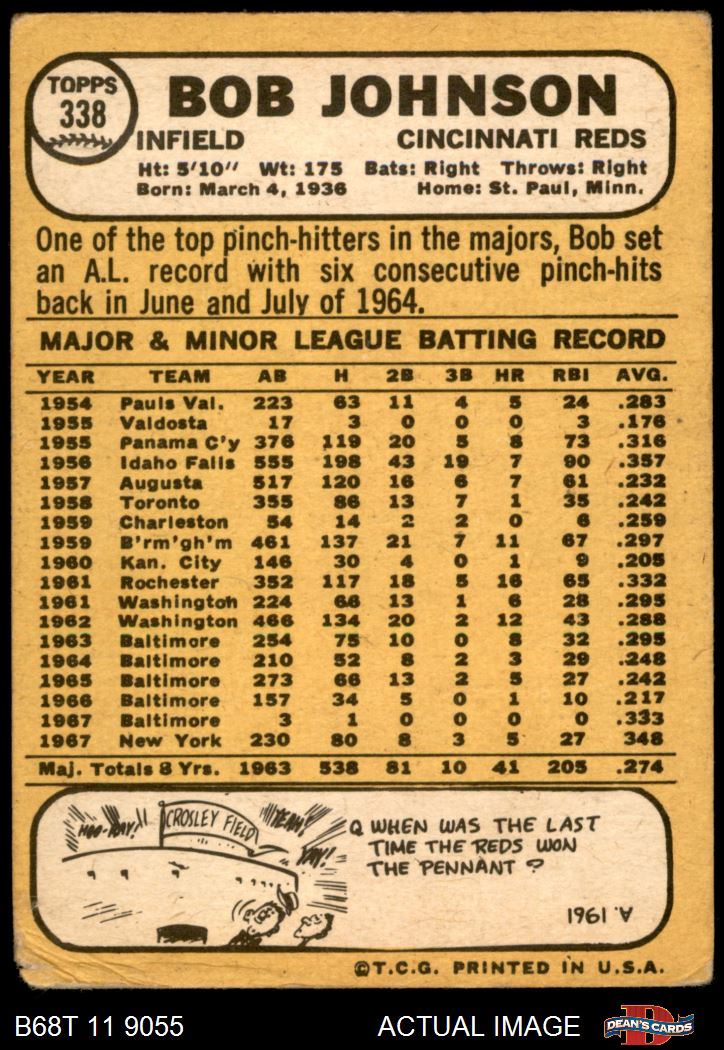 TOPPS
338
BOB JOHNSON
INFIELD CINCINNATI REDS
Ht: 5'10" Wt: 175 Bats: Right Throws: Right
Born: March 4, 1936 Home: St. Paul, Minn.
One of the top pinch-hitters in the majors, Bob set
an A.L. record with six consecutive pinch-hits
back in June and July of 1964.
MAJOR & MINOR LEAGUE BATTING RECORD
YEAR TEAM AB H 2B 3B HR RBI AVG.
1954 Pauls Val. 223 63 11 4 5 24 .283
1955 Valdosta 17 3 0 0 0 3 .176
1955 Panama C'y 376 119 20 5 8 73 .316
1956 Idaho Falls 555 198 43 19 7 90 .357
1957 Augusta 517 120 16 6 7 61 .232
1958 Toronto 355 86 13 7 1 35 .242
1959 Charleston 54 14 2 2 0 6 .259
1959 B'rm'gh'm 461 137 21 7 11 67 .297
1960 Kan. City 146 30 4 0 1 9 .205
1961 Rochester 352 117 18 5 16 65 .332
1961 Washington 224 66 13 1 6 28 .295
1962 Washington 466 134 20 2 12 43 .288
1963 Baltimore 254 75 10 0 8 32 .295
1964 Baltimore 210 52 8 2 3 29 .248
1965 Baltimore 273 66 13 2 5 27 .242
1966 Baltimore 157 34 5 0 1 10 .217
1967 Baltimore 3 1 0 0 0 0 .333
1967 New York 230 80 8 3 5 27 348
Maj. Totals 8 Yrs. 1963 538 81 10 41 205 .274
HOO-RAY!
CROSLEY FIELD
YEAH!
YAY!
Q WHEN WAS THE LAST
TIME THE REDS WON
THE PENNANT ?
A. 1961
©T.C.G. PRINTED IN U.S.A.
B68T 11 9055 ACTUAL IMAGE
D
DEAN'S CARDS